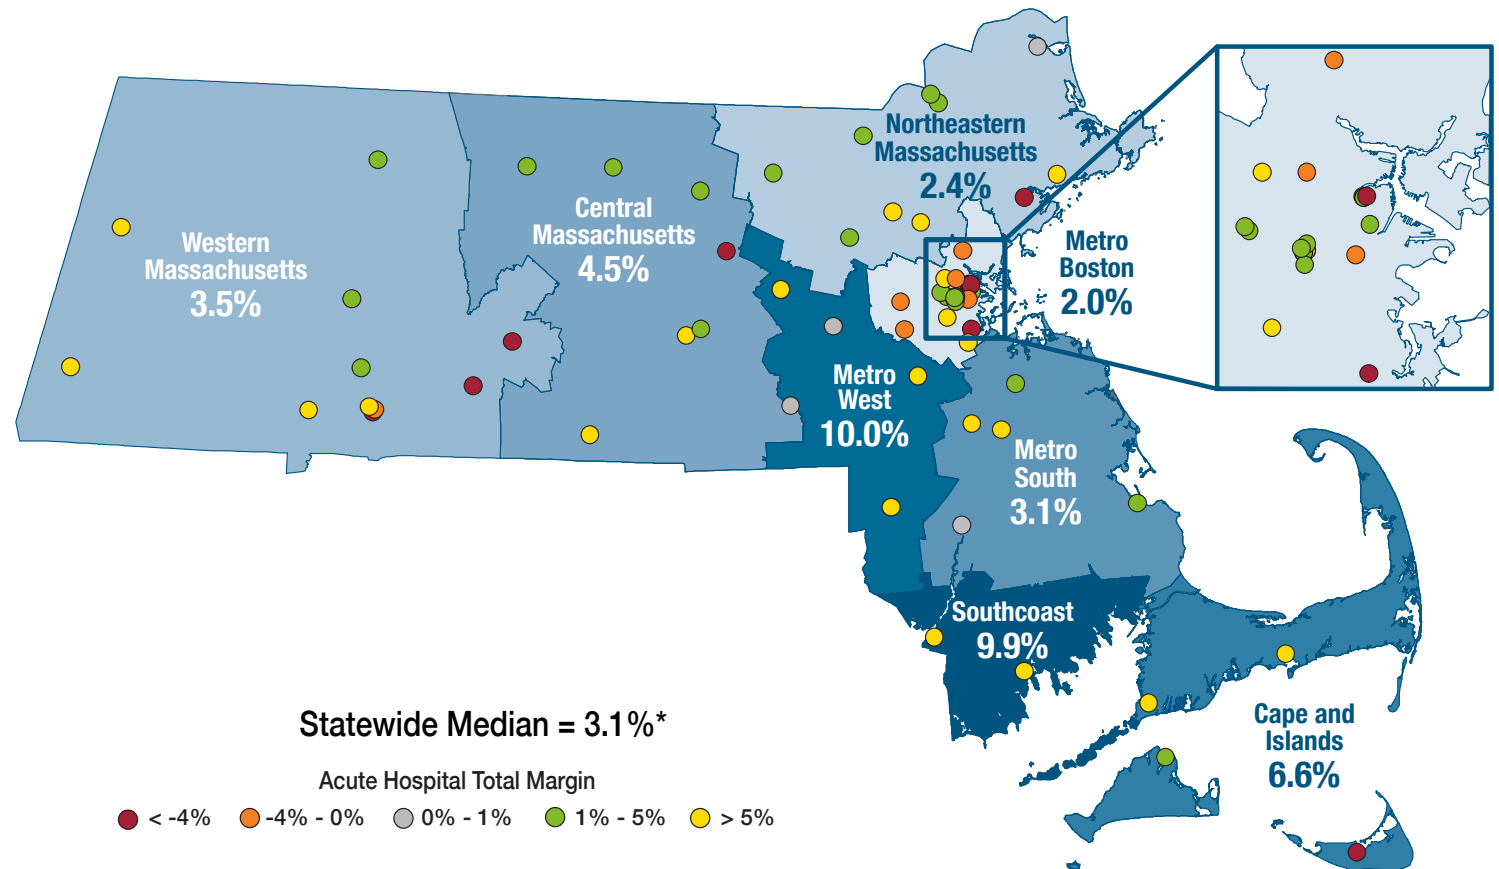 Northeastern
Massachusetts
2.4%
Central
Massachusetts
4.5%
Western
Massachusetts
3.5%
Metro
Boston
2.0%
Metro
West
10.0%
Metro
South
3.1%
Southcoast
9.9%
Cape and
Islands
6.6%
Statewide Median = 3.1%*
Acute Hospital Total Margin
< -4% -4% - 0% 0% - 1% 1% - 5% > 5%